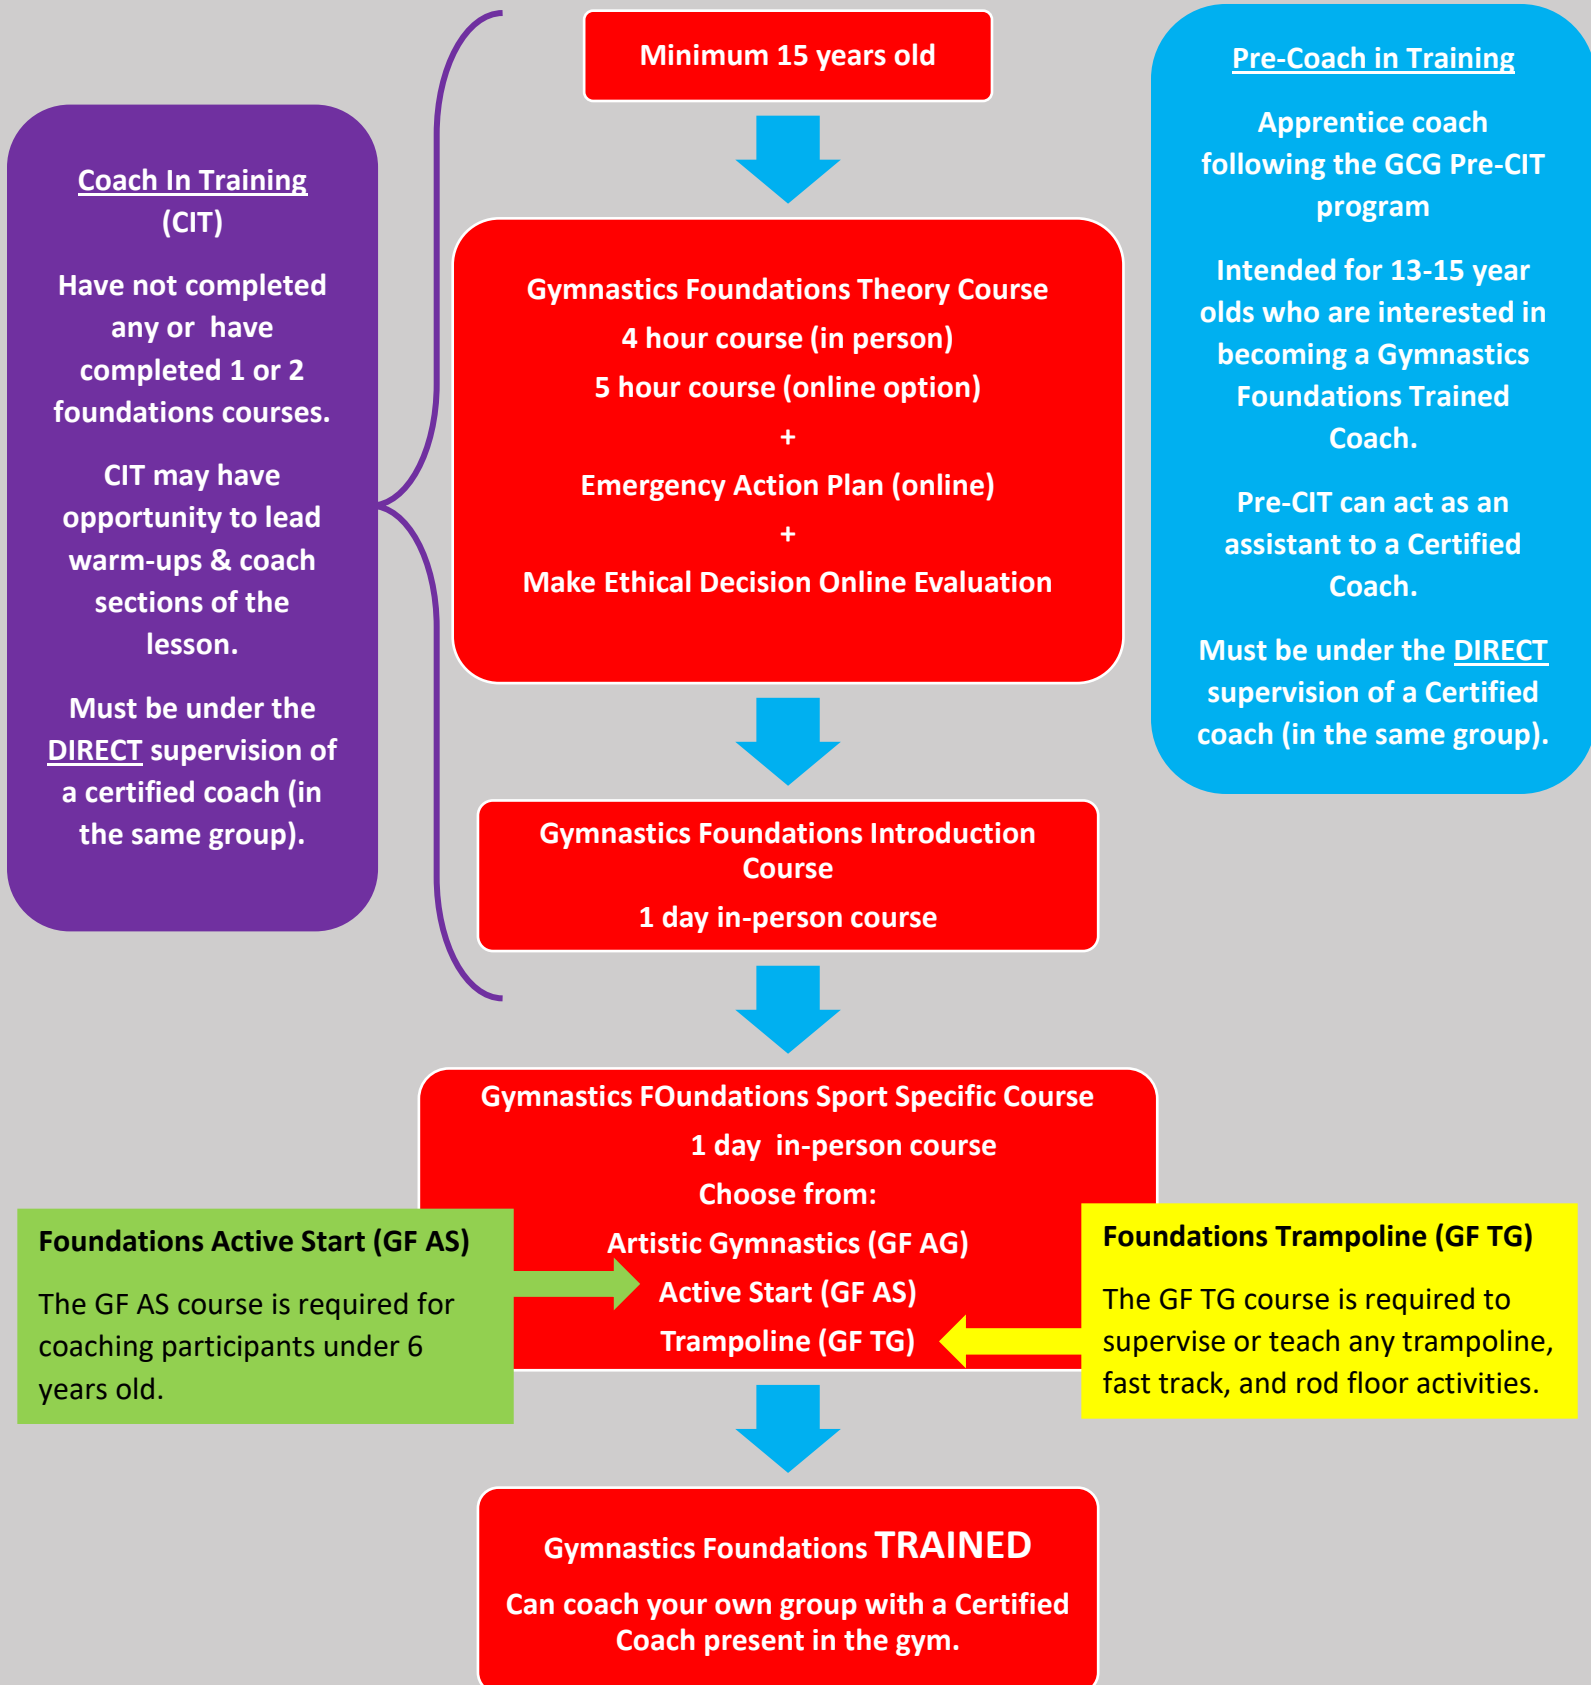 Minimum 15 years old
Pre-Coach in Training
Apprentice coach
following the GCG Pre-CIT
program
Intended for 13-15 year
olds who are interested in
becoming a Gymnastics
Foundations Trained
Coach.
Pre-CIT can act as an
assistant to a Certified
Coach.
Must be under the DIRECT
supervision of a Certified
coach (in the same group).
Coach In Training
(CIT)
Have not completed
any or have
completed 1 or 2
foundations courses.
CIT may have
opportunity to lead
warm-ups & coach
sections of the
lesson.
Must be under the
DIRECT supervision of
a certified coach (in
the same group).
Gymnastics Foundations Theory Course
4 hour course (in person)
5 hour course (online option)
+
Emergency Action Plan (online)
+
Make Ethical Decision Online Evaluation
Gymnastics Foundations Introduction
Course
1 day in-person course
Gymnastics FOundations Sport Specific Course
1 day in-person course
Choose from:
Artistic Gymnastics (GF AG)
Active Start (GF AS)
Trampoline (GF TG)
Foundations Active Start (GF AS)
The GF AS course is required for
coaching participants under 6
years old.
Foundations Trampoline (GF TG)
The GF TG course is required to
supervise or teach any trampoline,
fast track, and rod floor activities.
Gymnastics Foundations TRAINED
Can coach your own group with a Certified
Coach present in the gym.